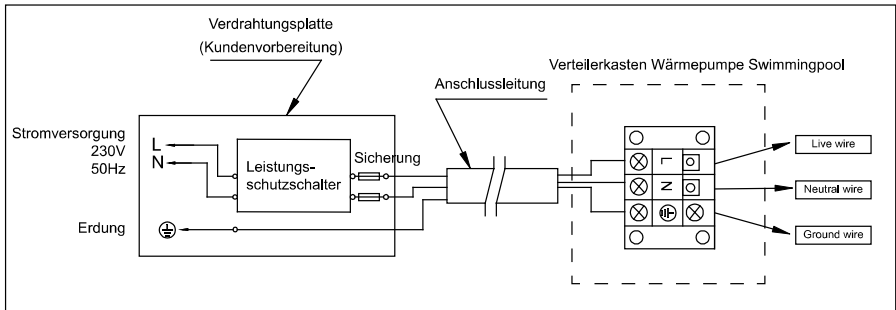 Verdrahtungsplatte
(Kundenvorbereitung)
Verteilerkasten Wärmepumpe Swimmingpool
Anschlussleitung
Stromversorgung
230V
50Hz
L
N
Leistungs-
schutzschalter
Sicherung
Erdung
L
N
Live wire
Neutral wire
Ground wire